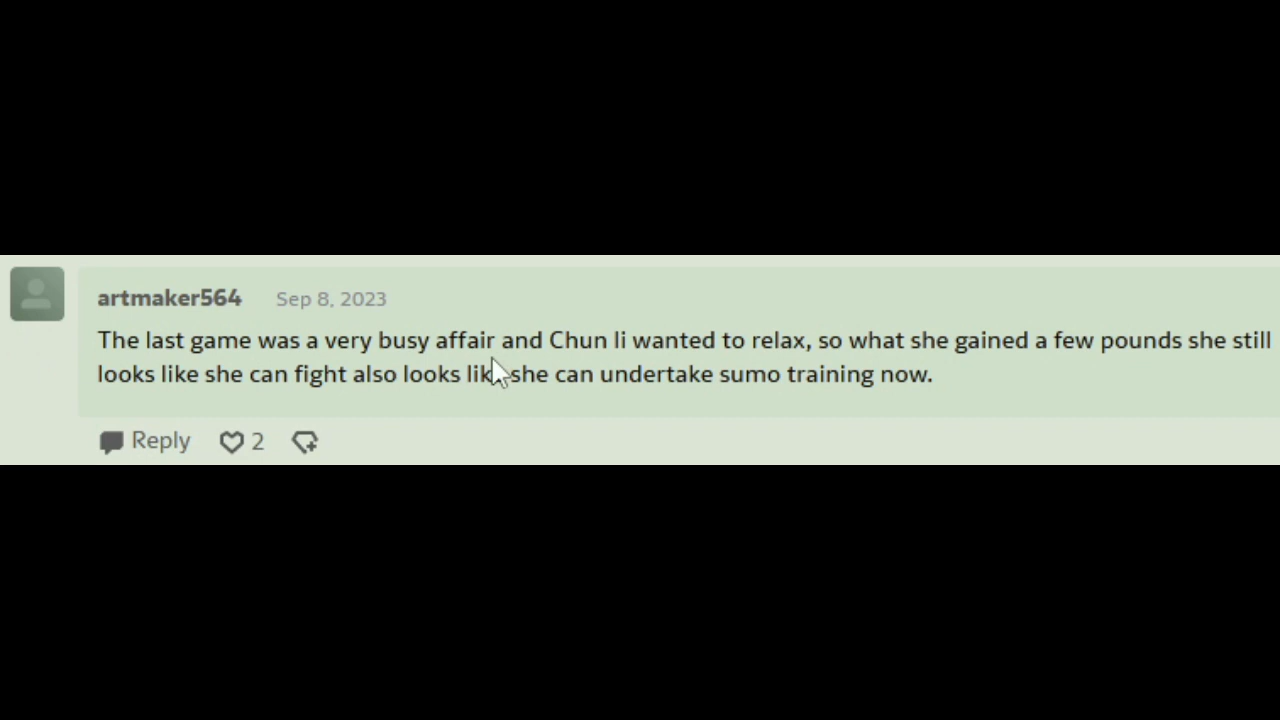 artmaker564 Sep 8, 2023
The last game was a very busy affair and Chun li wanted to relax, so what she gained a few pounds she still
looks like she can fight also looks like she can undertake sumo training now.
Reply 2